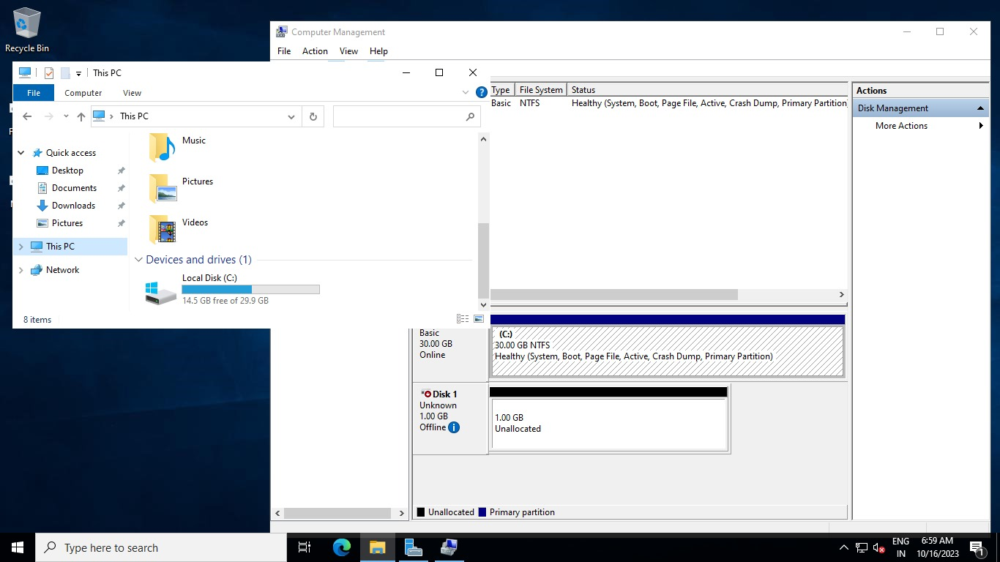 Recycle Bin
Computer Management
File Action View Help
This PC
File Computer View
This PC
Quick access
Desktop
Documents
Downloads
Pictures
This PC
Network
Music
Pictures
Videos
Devices and drives (1)
Local Disk (C:)
14.5 GB free of 29.9 GB
8 items
Type File System Status
Basic NTFS Healthy (System, Boot, Page File, Active, Crash Dump, Primary Partition)
Actions
Disk Management
More Actions
Basic
30.00 GB
Online
(C:)
30.00 GB NTFS
Healthy (System, Boot, Page File, Active, Crash Dump, Primary Partition)
Disk 1
Unknown
1.00 GB
Offline
1.00 GB
Unallocated
Unallocated Primary partition
Type here to search
ENG
IN
6:59 AM
10/16/2023
1